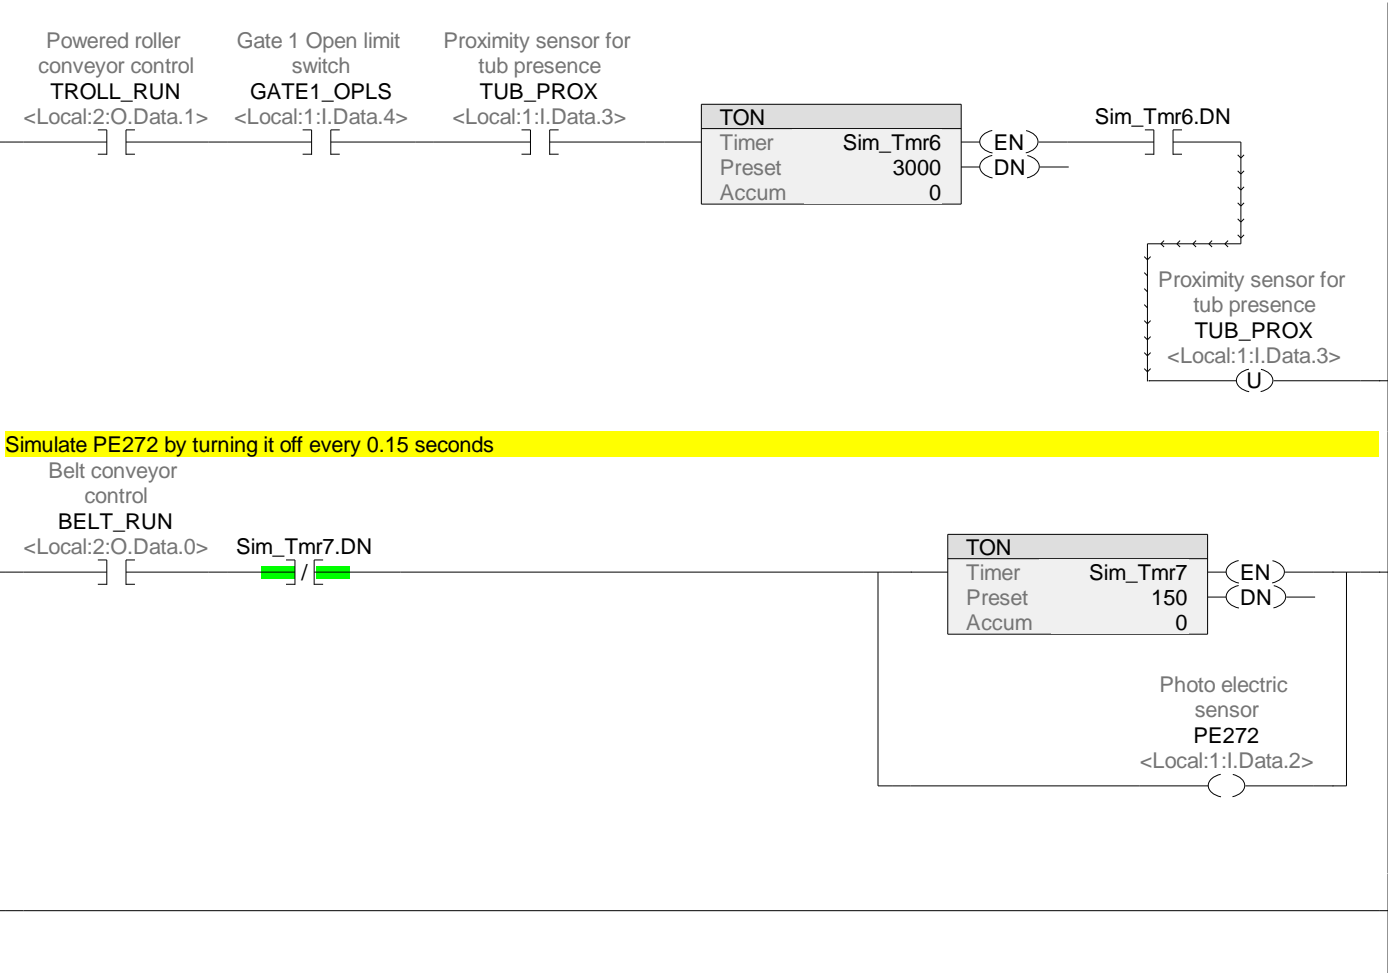 Powered roller
conveyor control
TROLL_RUN
<Local:2:O.Data.1>
Gate 1 Open limit
switch
GATE1_OPLS
<Local:1:I.Data.4>
Proximity sensor for
tub presence
TUB_PROX
<Local:1:I.Data.3>
TON
Timer Sim_Tmr6
Preset 3000
Accum 0
EN
DN
Sim_Tmr6.DN
Proximity sensor for
tub presence
TUB_PROX
<Local:1:I.Data.3>
U
Simulate PE272 by turning it off every 0.15 seconds
Belt conveyor
control
BELT_RUN
<Local:2:O.Data.0>
Sim_Tmr7.DN
/
TON
Timer Sim_Tmr7
Preset 150
Accum 0
EN
DN
Photo electric
sensor
PE272
<Local:1:I.Data.2>